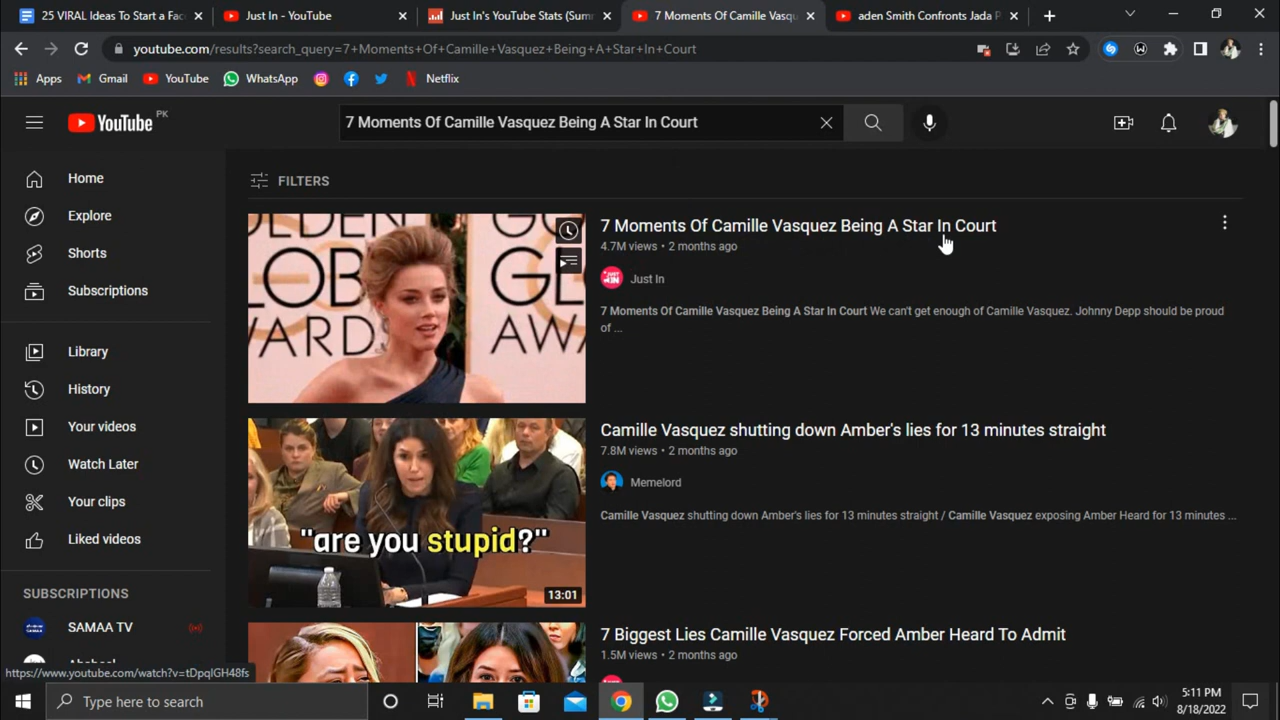 25 VIRAL Ideas To Start a Fac
Just In - YouTube
Just In's YouTube Stats (Summ
7 Moments Of Camille Vasqu
aden Smith Confronts Jada P
youtube.com/results?search_query=7+Moments+Of+Camille+Vasquez+Being+A+Star+In+Court
Apps
Gmail
YouTube
WhatsApp
Netflix
YouTube PK
7 Moments Of Camille Vasquez Being A Star In Court
Home
Explore
Shorts
Subscriptions
Library
History
Your videos
Watch Later
Your clips
Liked videos
SUBSCRIPTIONS
SAMAA TV
https://www.youtube.com/watch?v=tDpqlGH48fs
FILTERS
GOLDEN
GLOB
AWARD
GO
GLO
AW
7 Moments Of Camille Vasquez Being A Star In Court
4.7M views • 2 months ago
JUST IN
Just In
7 Moments Of Camille Vasquez Being A Star In Court We can't get enough of Camille Vasquez. Johnny Depp should be proud
of ...
"are you stupid?"
13:01
Camille Vasquez shutting down Amber's lies for 13 minutes straight
7.8M views • 2 months ago
Memelord
Camille Vasquez shutting down Amber's lies for 13 minutes straight / Camille Vasquez exposing Amber Heard for 13 minutes ...
7 Biggest Lies Camille Vasquez Forced Amber Heard To Admit
1.5M views • 2 months ago
Type here to search
5:11 PM
8/18/2022